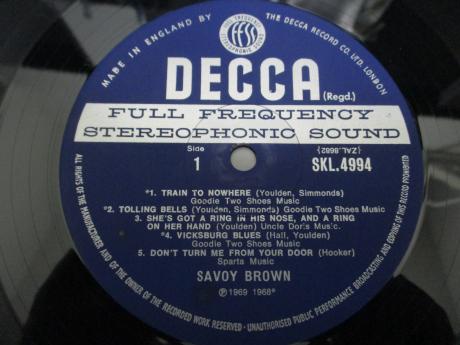 MADE IN ENGLAND BY
THE DECCA RECORD CO. LTD. LONDON
FULL FREQUENCY
ffss
STEREOPHONIC SOUND
DECCA
(Regd.)
FULL FREQUENCY
STEREOPHONIC SOUND
Side
1
{ZAL.8662}
SKL.4994
*1. TRAIN TO NOWHERE (Youlden, Simmonds)
Goodie Two Shoes Music
*2. TOLLING BELLS (Youlden, Simmonds) Goodie Two Shoes Music
3. SHE'S GOT A RING IN HIS NOSE, AND A RING
ON HER HAND (Youlden) Uncle Doris Music.
*4. VICKSBURG BLUES (Hall, Youlden)
Goodie Two Shoes Music
5. DON'T TURN ME FROM YOUR DOOR (Hooker)
Sparta Music
SAVOY BROWN
℗1969 1968*
ALL RIGHTS OF THE MANUFACTURER AND OF THE OWNER OF THE RECORDED WORK RESERVED · UNAUTHORISED PUBLIC PERFORMANCE BROADCASTING AND COPYING OF THIS RECORD PROHIBITED